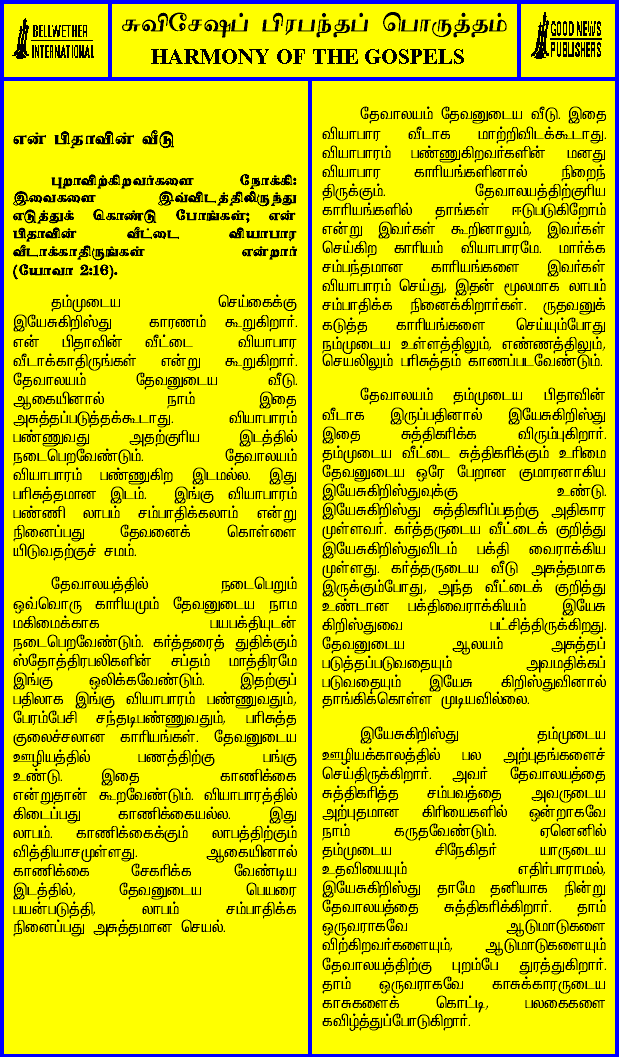 BELLWETHER
INTERNATIONAL
சுவிசேஷப் பிரபந்தப் பொருத்தம்
HARMONY OF THE GOSPELS
GOOD NEWS
PUBLISHERS
என் பிதாவின் வீடு
புறாவிற்கிறவர்களை நோக்கி:
இவைகளை இவ்விடத்திலிருந்து
எடுத்துக் கொண்டு போங்கள்; என்
பிதாவின் வீட்டை வியாபார
வீடாக்காதிருங்கள் என்றார்
(யோவா 2:16).
தம்முடைய செய்கைக்கு
இயேசுகிறிஸ்து காரணம் கூறுகிறார்.
என் பிதாவின் வீட்டை வியாபார
வீடாக்காதிருங்கள் என்று கூறுகிறார்.
தேவாலயம் தேவனுடைய வீடு.
ஆகையினால் நாம் இதை
அசுத்தப்படுத்தக்கூடாது. வியாபாரம்
பண்ணுவது அதற்குரிய இடத்தில்
நடைபெறவேண்டும். தேவாலயம்
வியாபாரம் பண்ணுகிற இடமல்ல. இது
பரிசுத்தமான இடம். இங்கு வியாபாரம்
பண்ணி லாபம் சம்பாதிக்கலாம் என்று
நினைப்பது தேவனைக் கொள்ளை
யிடுவதற்குச் சமம்.
தேவாலயத்தில் நடைபெறும்
ஒவ்வொரு காரியமும் தேவனுடைய நாம
மகிமைக்காக பயபக்தியுடன்
நடைபெறவேண்டும். கர்த்தரைத் துதிக்கும்
ஸ்தோத்திரபலிகளின் சப்தம் மாத்திரமே
இங்கு ஒலிக்கவேண்டும். இதற்குப்
பதிலாக இங்கு வியாபாரம் பண்ணுவதும்,
பேரம்பேசி சந்தடிபண்ணுவதும், பரிசுத்த
குலைச்சலான காரியங்கள். தேவனுடைய
ஊழியத்தில் பணத்திற்கு பங்கு
உண்டு. இதை காணிக்கை
என்றுதான் கூறவேண்டும். வியாபாரத்தில்
கிடைப்பது காணிக்கையல்ல. இது
லாபம். காணிக்கைக்கும் லாபத்திற்கும்
வித்தியாசமுள்ளது. ஆகையினால்
காணிக்கை சேகரிக்க வேண்டிய
இடத்தில், தேவனுடைய பெயரை
பயன்படுத்தி, லாபம் சம்பாதிக்க
நினைப்பது அசுத்தமான செயல்.
தேவாலயம் தேவனுடைய வீடு. இதை
வியாபார வீடாக மாற்றிவிடக்கூடாது.
வியாபாரம் பண்ணுகிறவர்களின் மனது
வியாபார காரியங்களினால் நிறைந்
திருக்கும். தேவாலயத்திற்குரிய
காரியங்களில் தாங்கள் ஈடுபடுகிறோம்
என்று இவர்கள் கூறினாலும், இவர்கள்
செய்கிற காரியம் வியாபாரமே. மார்க்க
சம்பந்தமான காரியங்களை இவர்கள்
வியாபாரம் செய்து, இதன் மூலமாக லாபம்
சம்பாதிக்க நினைக்கிறார்கள். ருதவனுக்
கடுத்த காரியங்களை செய்யும்போது
நம்முடைய உள்ளத்திலும், எண்ணத்திலும்,
செயலிலும் பரிசுத்தம் காணப்படவேண்டும்.
தேவாலயம் தம்முடைய பிதாவின்
வீடாக இருப்பதினால் இயேசுகிறிஸ்து
இதை சுத்திகரிக்க விரும்புகிறார்.
தம்முடைய வீட்டை சுத்திகரிக்கும் உரிமை
தேவனுடைய ஒரே பேறான குமாரனாகிய
இயேசுகிறிஸ்துவுக்கு உண்டு.
இயேசுகிறிஸ்து சுத்திகரிப்பதற்கு அதிகார
முள்ளவர். கர்த்தருடைய வீட்டைக் குறித்து
இயேசுகிறிஸ்துவிடம் பக்தி வைராக்கிய
முள்ளது. கர்த்தருடைய வீடு அசுத்தமாக
இருக்கும்போது, அந்த வீட்டைக் குறித்து
உண்டான பக்திவைராக்கியம் இயேசு
கிறிஸ்துவை பட்சித்திருக்கிறது.
தேவனுடைய ஆலயம் அசுத்தப்
படுத்தப்படுவதையும் அவமதிக்கப்
படுவதையும் இயேசு கிறிஸ்துவினால்
தாங்கிக்கொள்ள முடியவில்லை.
இயேசுகிறிஸ்து தம்முடைய
ஊழியக்காலத்தில் பல அற்புதங்களைச்
செய்திருக்கிறார். அவர் தேவாலயத்தை
சுத்திகரித்த சம்பவத்தை அவருடைய
அற்புதமான கிரியைகளில் ஒன்றாகவே
நாம் கருதவேண்டும். ஏனெனில்
தம்முடைய சிநேகிதர் யாருடைய
உதவியையும் எதிர்பாராமல்,
இயேசுகிறிஸ்து தாமே தனியாக நின்று
தேவாலயத்தை சுத்திகரிக்கிறார். தாம்
ஒருவராகவே ஆடுமாடுகளை
விற்கிறவர்களையும், ஆடுமாடுகளையும்
தேவாலயத்திற்கு புறம்பே துரத்துகிறார்.
தாம் ஒருவராகவே காசுக்காரருடைய
காசுகளைக் கொட்டி, பலகைகளை
கவிழ்த்துப்போடுகிறார்.